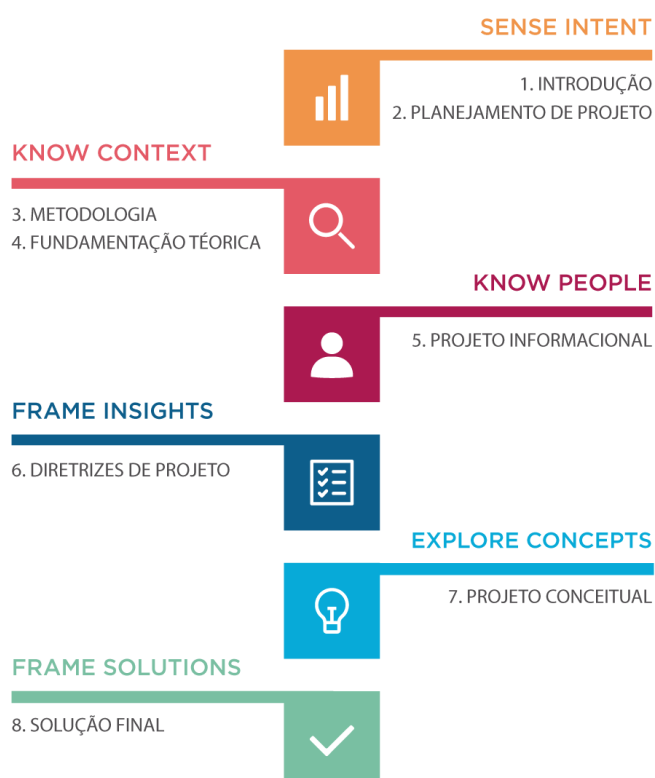 SENSE INTENT
1. INTRODUÇÃO
2. PLANEJAMENTO DE PROJETO
KNOW CONTEXT
3. METODOLOGIA
4. FUNDAMENTAÇÃO TÉORICA
KNOW PEOPLE
5. PROJETO INFORMACIONAL
FRAME INSIGHTS
6. DIRETRIZES DE PROJETO
EXPLORE CONCEPTS
7. PROJETO CONCEITUAL
FRAME SOLUTIONS
8. SOLUÇÃO FINAL